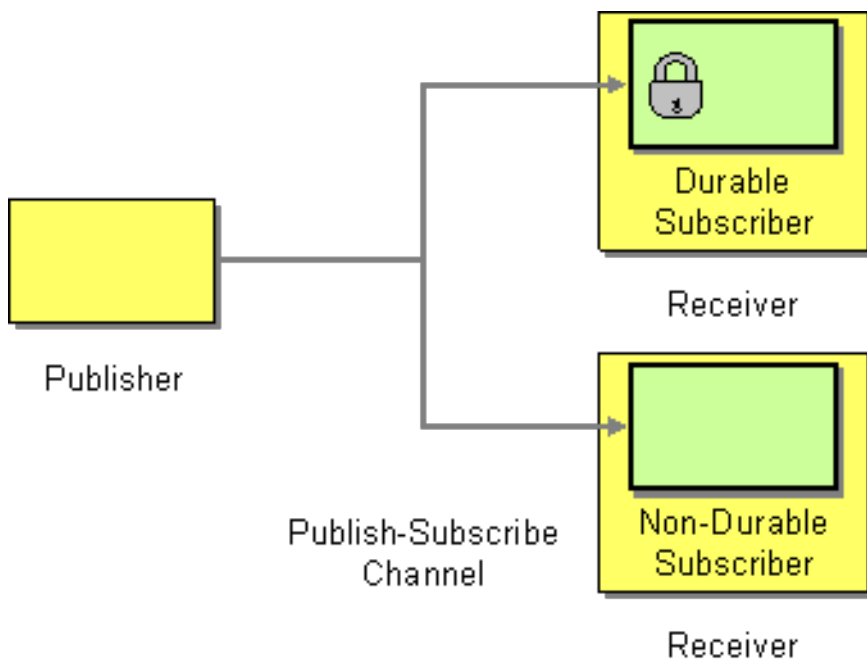 Durable
Subscriber
Receiver
Publisher
Publish-Subscribe
Channel
Non-Durable
Subscriber
Receiver